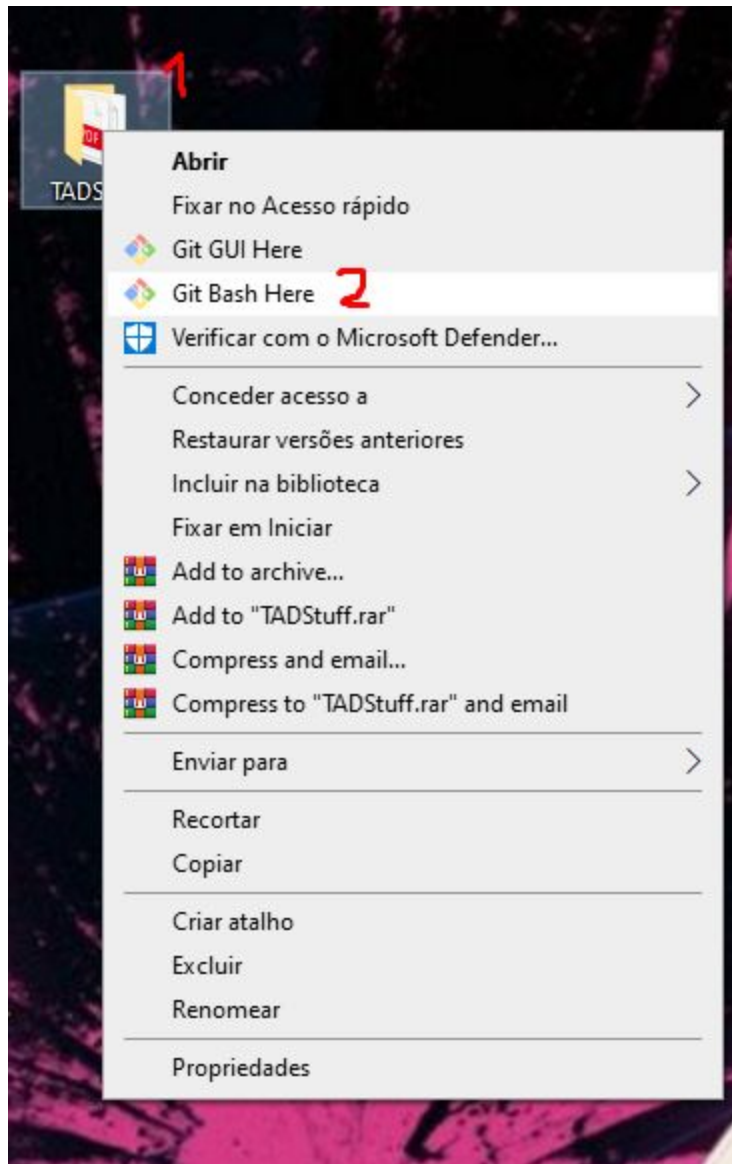 1
PDF
TADS
Abrir
Fixar no Acesso rápido
Git GUI Here
Git Bash Here 2
Verificar com o Microsoft Defender...
Conceder acesso a
Restaurar versões anteriores
Incluir na biblioteca
Fixar em Iniciar
Add to archive...
Add to "TADStuff.rar"
Compress and email...
Compress to "TADStuff.rar" and email
Enviar para
Recortar
Copiar
Criar atalho
Excluir
Renomear
Propriedades